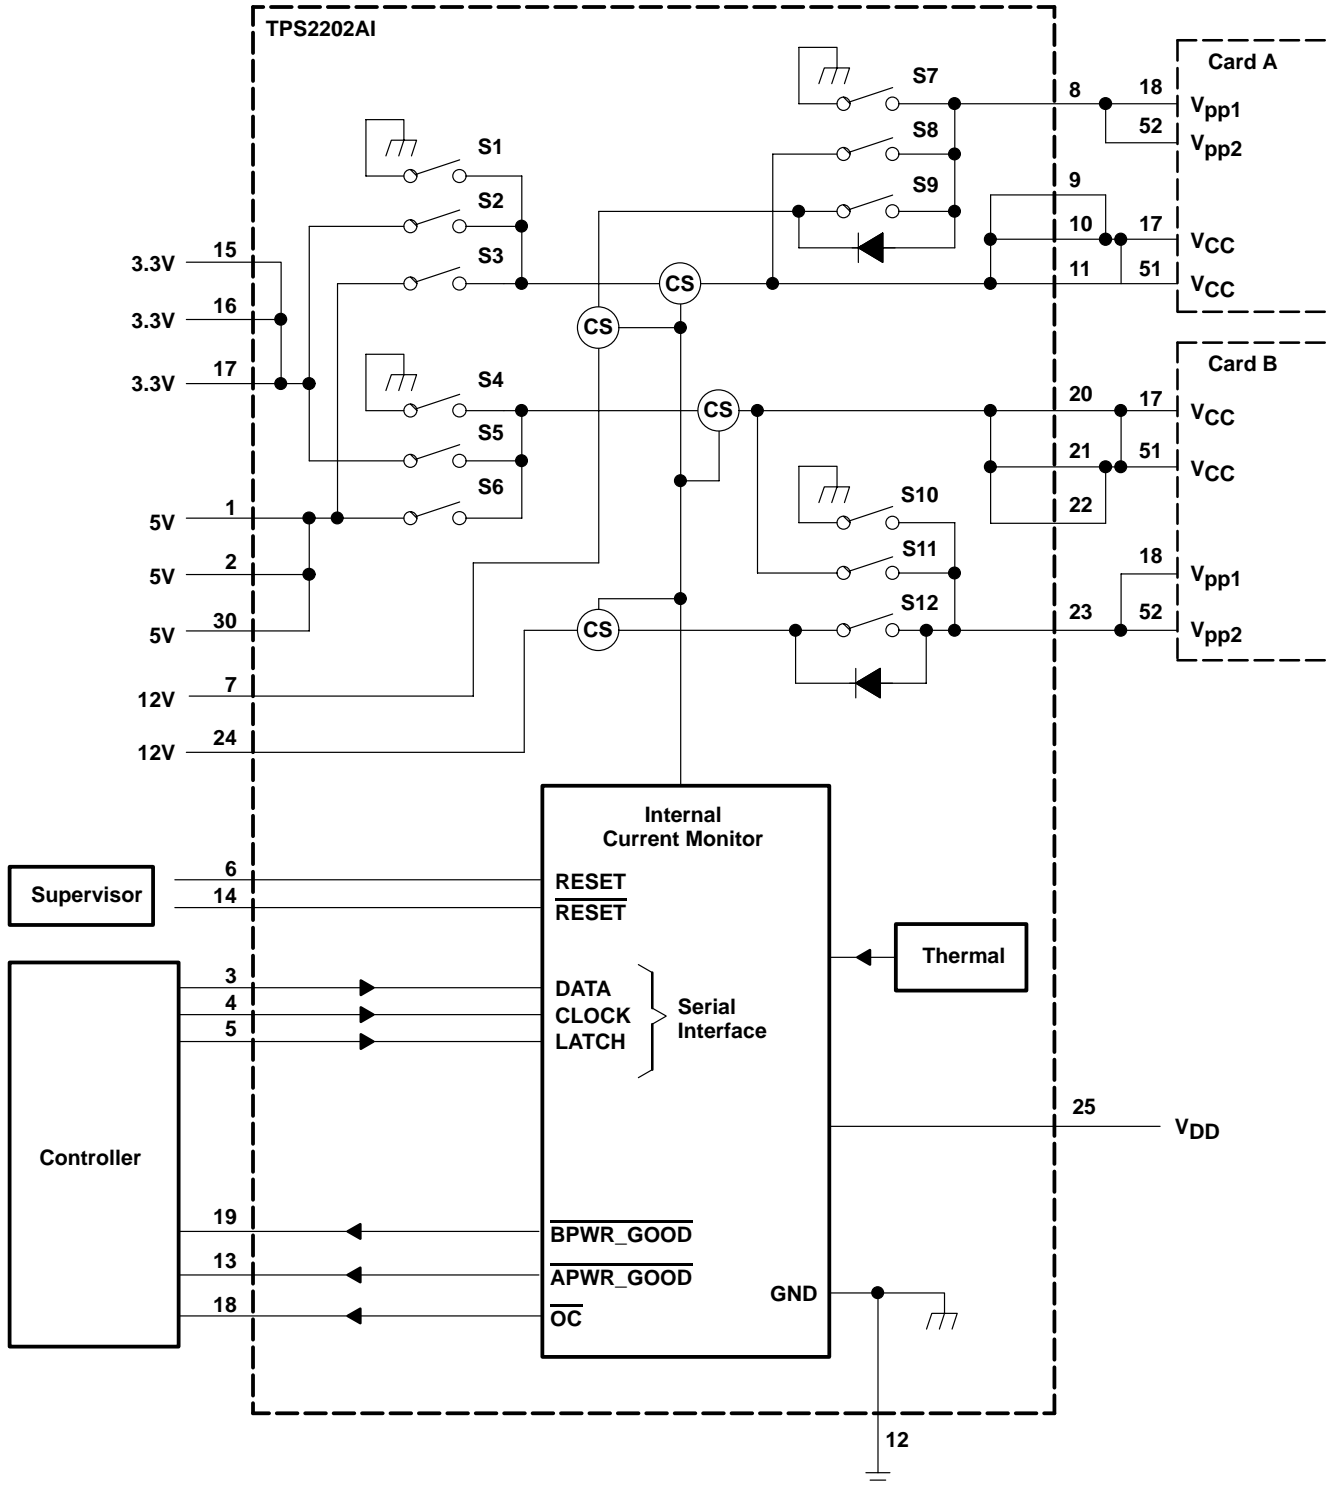 TPS2202AI
Card A
S7
8
18
Vpp1
S8
52
Vpp2
S1
S9
9
S2
10
17
VCC
15
3.3V
S3
CS
11
51
VCC
16
3.3V
CS
17
3.3V
S4
Card B
CS
20
17
VCC
S5
21
51
VCC
S6
S10
22
1
5V
S11
2
5V
18
Vpp1
S12
30
5V
CS
23
52
Vpp2
7
12V
24
12V
Internal
Current Monitor
Supervisor
6
RESET
14
RESET
Thermal
3
DATA
4
CLOCK
5
LATCH
Serial
Interface
25
VDD
Controller
19
BPWR_GOOD
13
APWR_GOOD
GND
18
OC
12